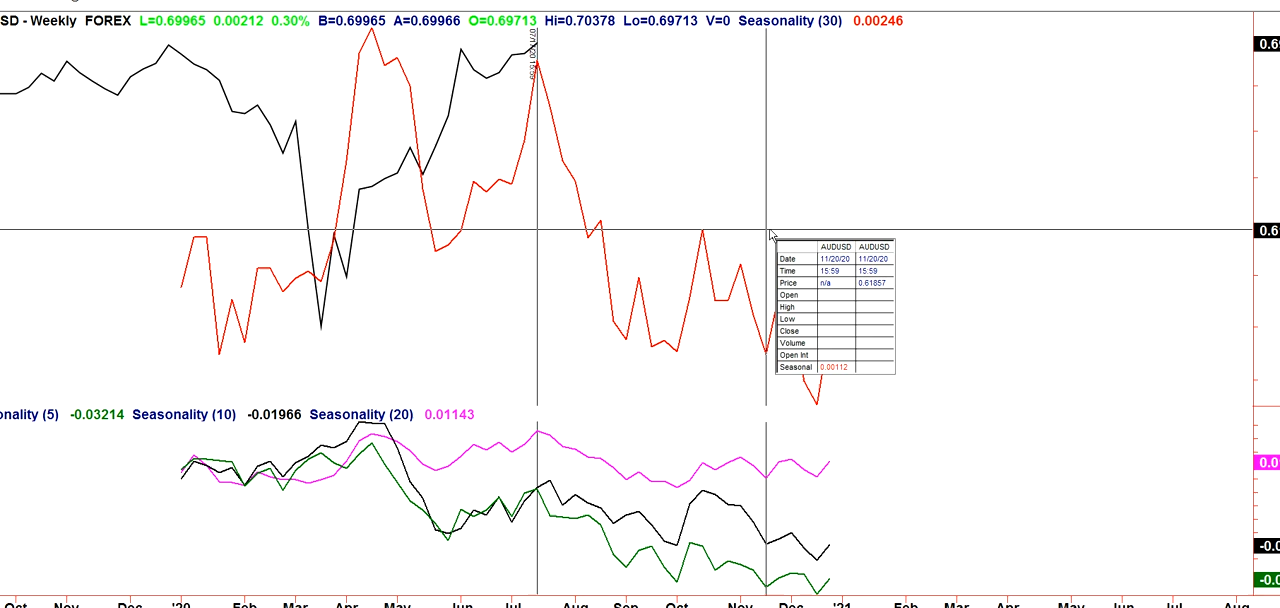 SD - Weekly FOREX L=0.69965 0.00212 0.30% B=0.69965 A=0.69966 O=0.69713 Hi=0.70378 Lo=0.69713 V=0 Seasonality (30) 0.00246
0.69
0.61
AUDUSD AUDUSD
Date 11/20/20 11/20/20
Time 15:59 15:59
Price n/a 0.61857
Open
High
Low
Close
Volume
Open Int
Seasonal 0.00112
onality (5) -0.03214 Seasonality (10) -0.01966 Seasonality (20) 0.01143
0.0
-0.0
-0.0
Oct Nov Dec '20 Feb Mar Apr May Jun Jul Aug Sep Oct Nov Dec '21 Feb Mar Apr May Jun Jul Aug